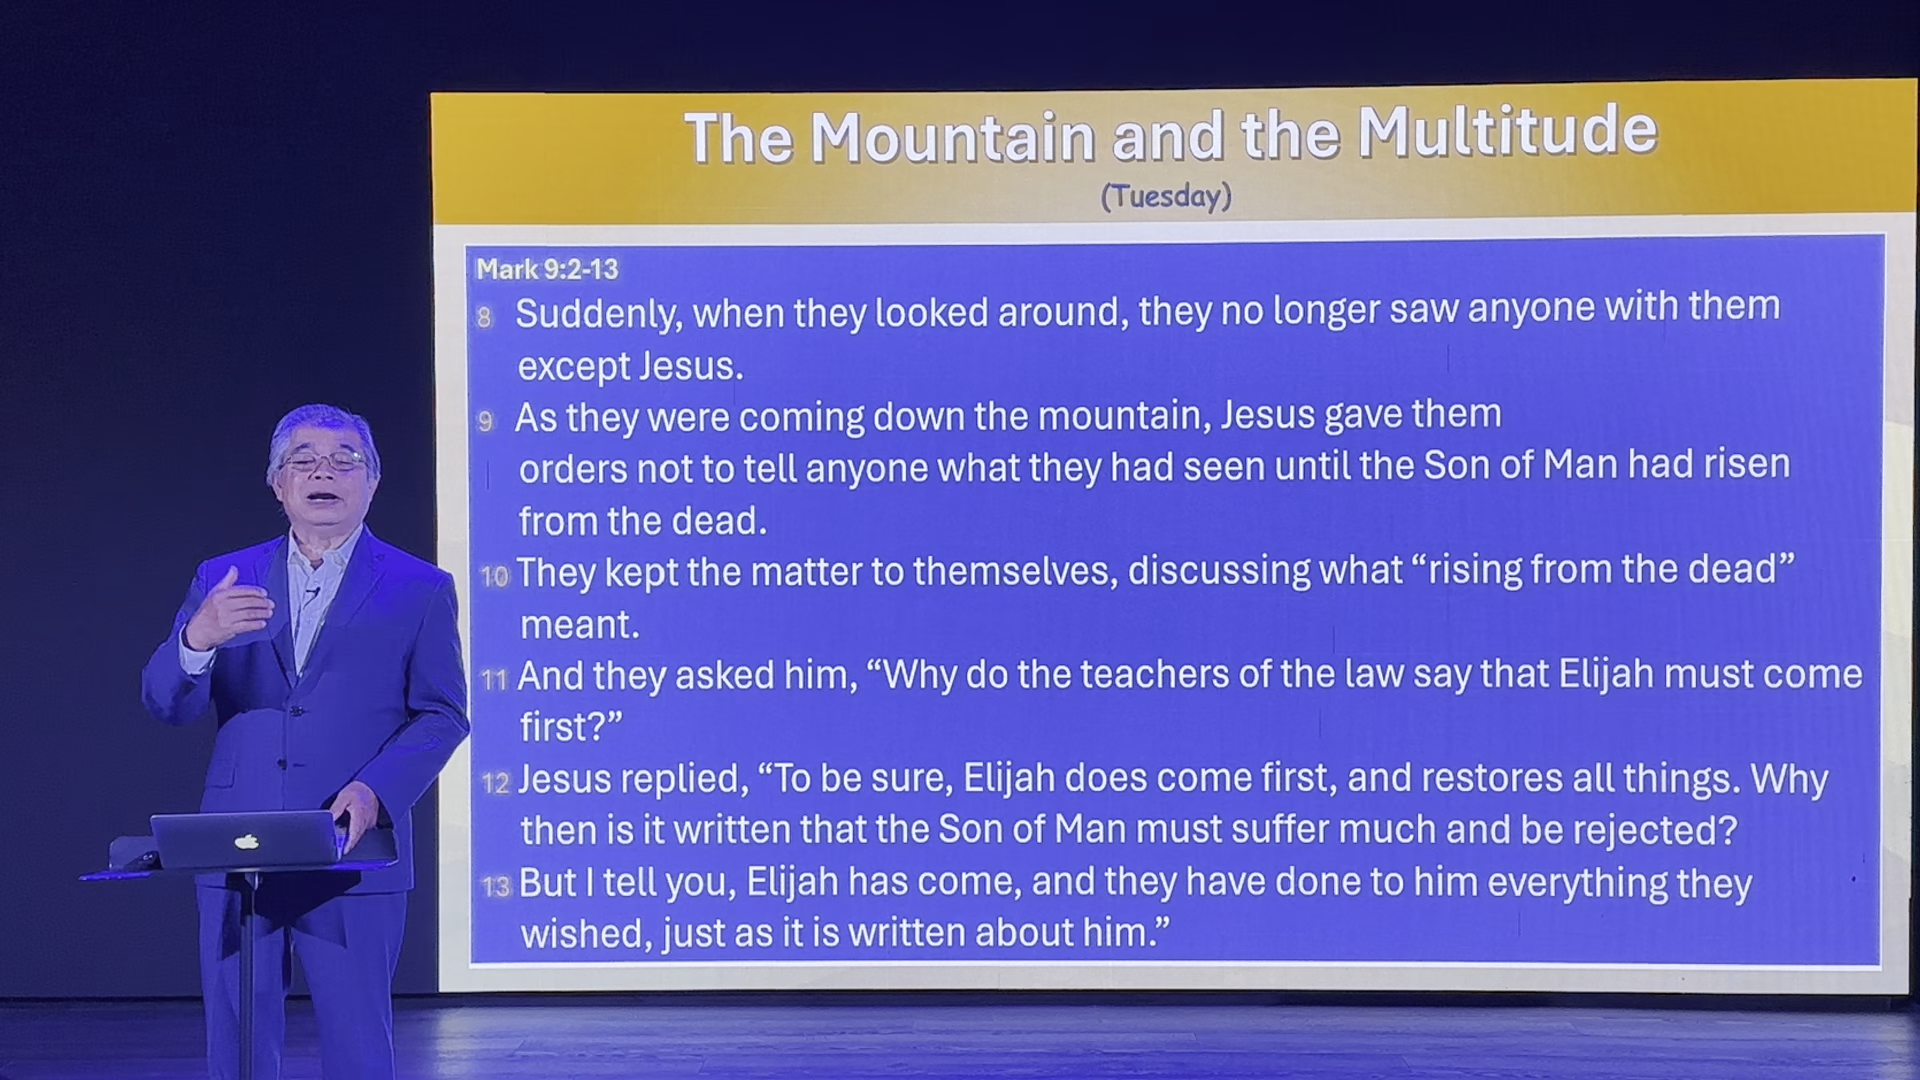 The Mountain and the Multitude
(Tuesday)
Mark 9:2-13
8 Suddenly, when they looked around, they no longer saw anyone with them
except Jesus.
9 As they were coming down the mountain, Jesus gave them
orders not to tell anyone what they had seen until the Son of Man had risen
from the dead.
10 They kept the matter to themselves, discussing what “rising from the dead”
meant.
11 And they asked him, “Why do the teachers of the law say that Elijah must come
first?”
12 Jesus replied, “To be sure, Elijah does come first, and restores all things. Why
then is it written that the Son of Man must suffer much and be rejected?
13 But I tell you, Elijah has come, and they have done to him everything they
wished, just as it is written about him.”